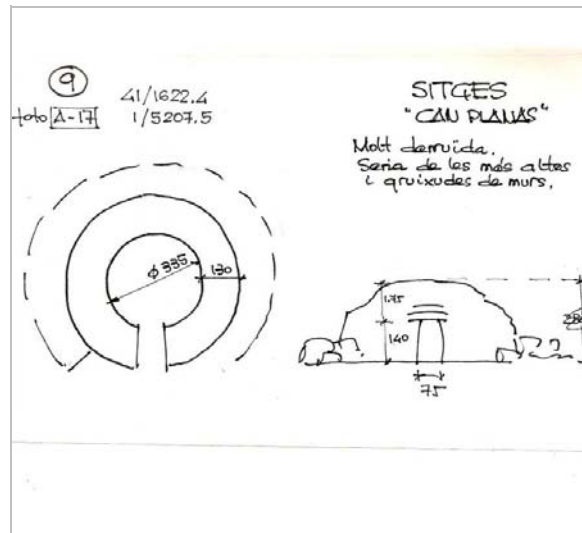 9
foto A-17
41/1622.4
1/5207.5
SITGES
"CAN PLANAS"
Molt derruida.
Seria de les més altes
i gruixudes de murs.
φ 335
130
140
75